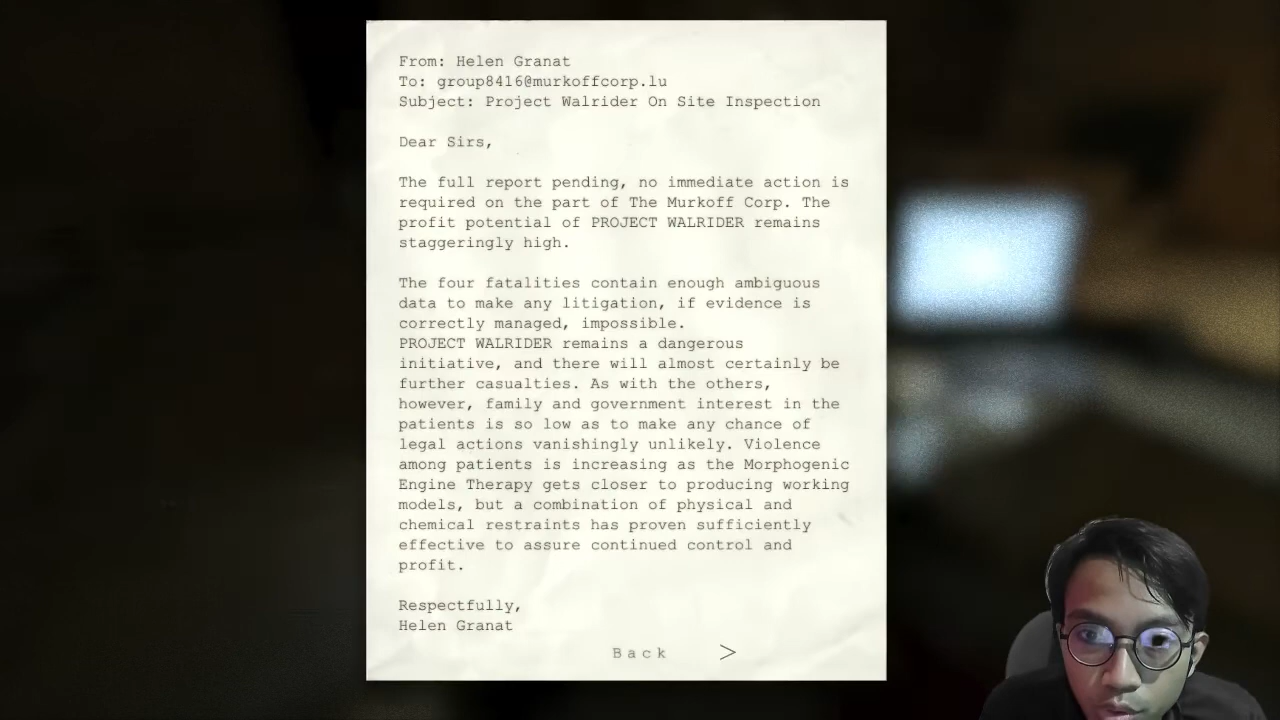 From: Helen Granat
To: group8416@murkoffcorp.lu
Subject: Project Walrider On Site Inspection
Dear Sirs,
The full report pending, no immediate action is
required on the part of The Murkoff Corp. The
profit potential of PROJECT WALRIDER remains
staggeringly high.
The four fatalities contain enough ambiguous
data to make any litigation, if evidence is
correctly managed, impossible.
PROJECT WALRIDER remains a dangerous
initiative, and there will almost certainly be
further casualties. As with the others,
however, family and government interest in the
patients is so low as to make any chance of
legal actions vanishingly unlikely. Violence
among patients is increasing as the Morphogenic
Engine Therapy gets closer to producing working
models, but a combination of physical and
chemical restraints has proven sufficiently
effective to assure continued control and
profit.
Respectfully,
Helen Granat
Back >